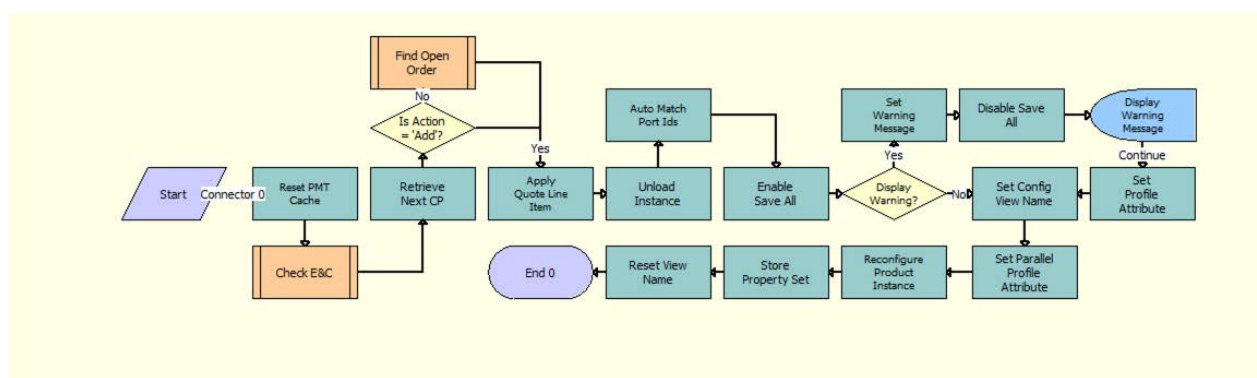 Find Open
Order
No
Is Action
= 'Add'?
Yes
Auto Match
Port Ids
Set
Warning
Message
Disable Save
All
Display
Warning
Message
Yes
Continue
Start
Connector 0
Reset PMT
Cache
Retrieve
Next CP
Apply
Quote Line
Item
Unload
Instance
Enable
Save All
Display
Warning?
No
Set Config
View Name
Set
Profile
Attribute
Check E&C
End 0
Reset View
Name
Store
Property Set
Reconfigure
Product
Instance
Set Parallel
Profile
Attribute